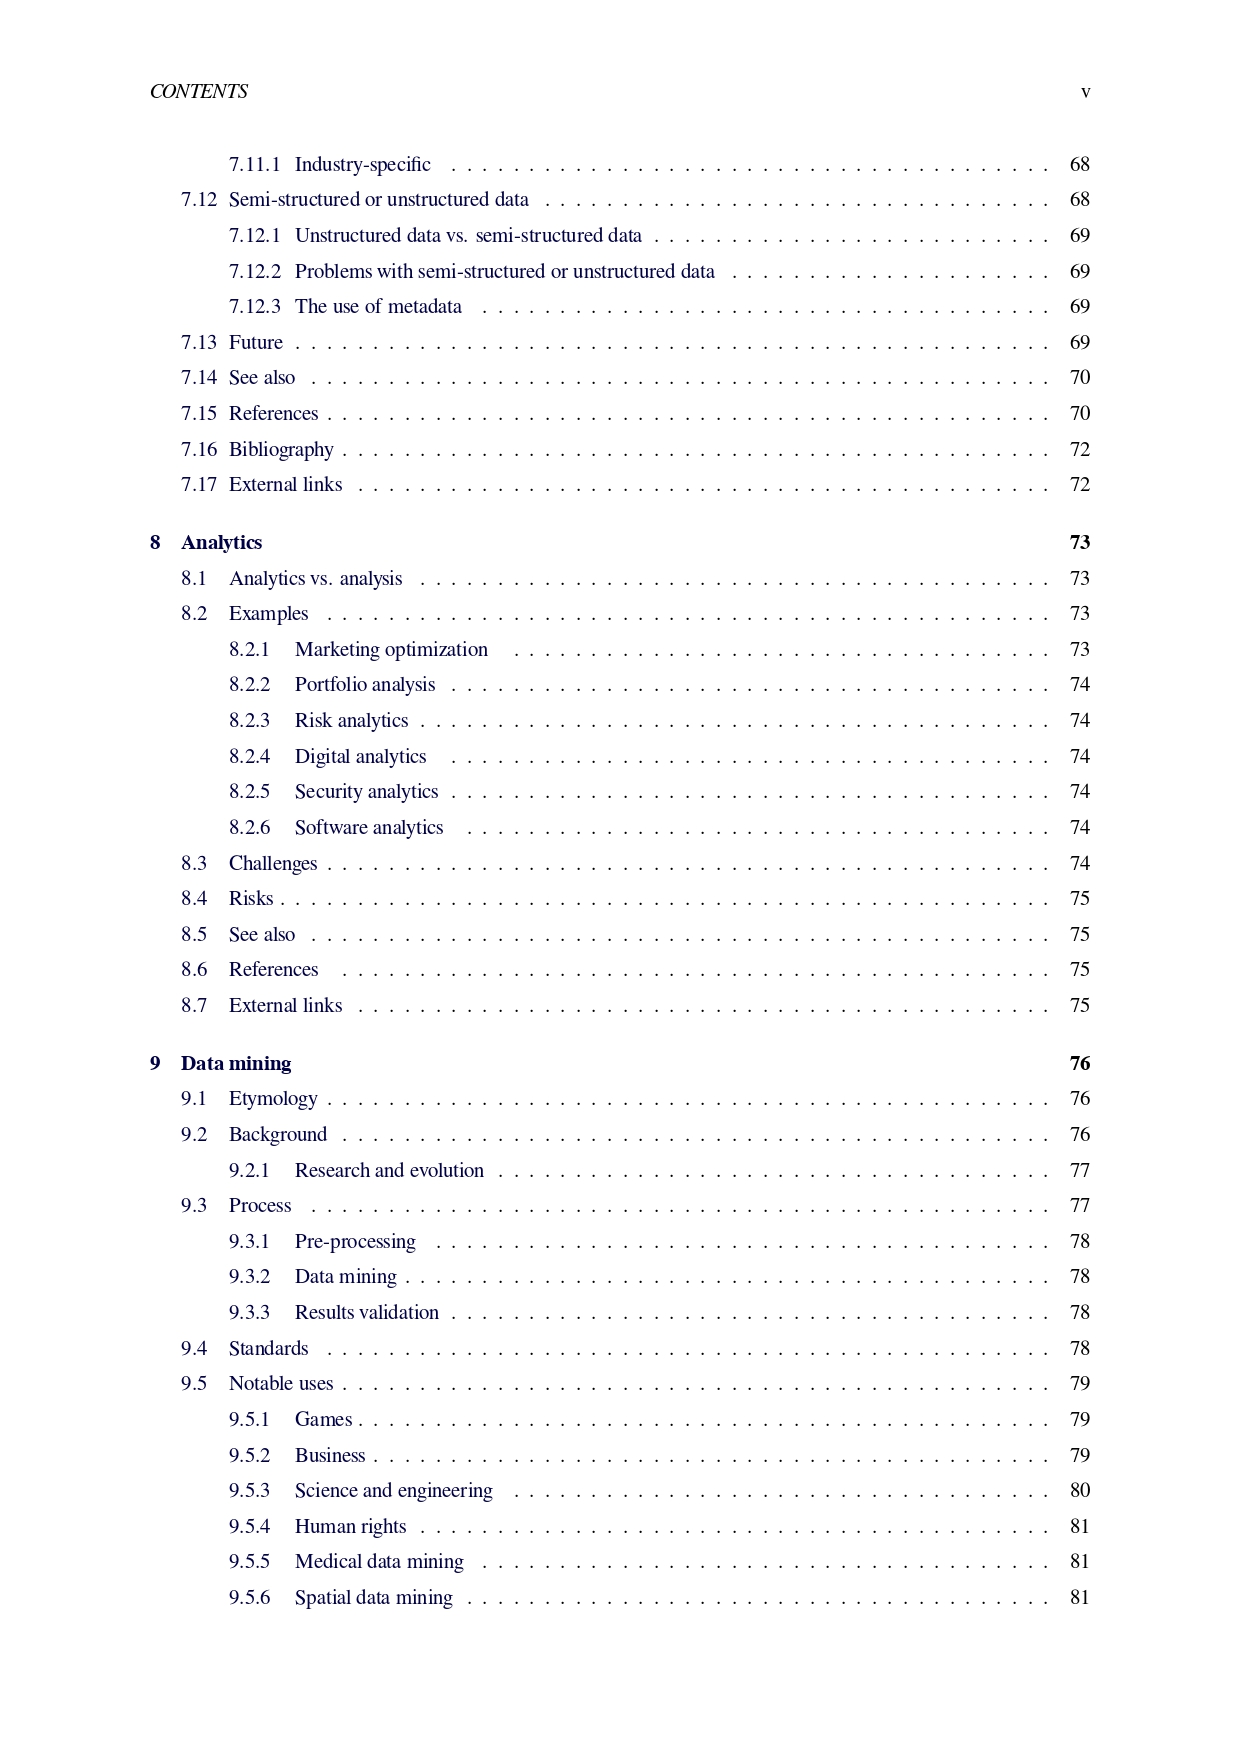 CONTENTS v
7.11.1 Industry-specific . . . . . . . . . . . . . . . . . . . . . . . . . . . . . . . . . . . . . . . 68
7.12 Semi-structured or unstructured data . . . . . . . . . . . . . . . . . . . . . . . . . . . . . . . . . 68
7.12.1 Unstructured data vs. semi-structured data . . . . . . . . . . . . . . . . . . . . . . . . . . 69
7.12.2 Problems with semi-structured or unstructured data . . . . . . . . . . . . . . . . . . . . . 69
7.12.3 The use of metadata . . . . . . . . . . . . . . . . . . . . . . . . . . . . . . . . . . . . . 69
7.13 Future . . . . . . . . . . . . . . . . . . . . . . . . . . . . . . . . . . . . . . . . . . . . . . . . . 69
7.14 See also . . . . . . . . . . . . . . . . . . . . . . . . . . . . . . . . . . . . . . . . . . . . . . . . 70
7.15 References . . . . . . . . . . . . . . . . . . . . . . . . . . . . . . . . . . . . . . . . . . . . . . . 70
7.16 Bibliography . . . . . . . . . . . . . . . . . . . . . . . . . . . . . . . . . . . . . . . . . . . . . . 72
7.17 External links . . . . . . . . . . . . . . . . . . . . . . . . . . . . . . . . . . . . . . . . . . . . . 72
8 Analytics 73
8.1 Analytics vs. analysis . . . . . . . . . . . . . . . . . . . . . . . . . . . . . . . . . . . . . . . . . 73
8.2 Examples . . . . . . . . . . . . . . . . . . . . . . . . . . . . . . . . . . . . . . . . . . . . . . . 73
8.2.1 Marketing optimization . . . . . . . . . . . . . . . . . . . . . . . . . . . . . . . . . . . 73
8.2.2 Portfolio analysis . . . . . . . . . . . . . . . . . . . . . . . . . . . . . . . . . . . . . . . 74
8.2.3 Risk analytics . . . . . . . . . . . . . . . . . . . . . . . . . . . . . . . . . . . . . . . . . 74
8.2.4 Digital analytics . . . . . . . . . . . . . . . . . . . . . . . . . . . . . . . . . . . . . . . 74
8.2.5 Security analytics . . . . . . . . . . . . . . . . . . . . . . . . . . . . . . . . . . . . . . . 74
8.2.6 Software analytics . . . . . . . . . . . . . . . . . . . . . . . . . . . . . . . . . . . . . . 74
8.3 Challenges . . . . . . . . . . . . . . . . . . . . . . . . . . . . . . . . . . . . . . . . . . . . . . . 74
8.4 Risks . . . . . . . . . . . . . . . . . . . . . . . . . . . . . . . . . . . . . . . . . . . . . . . . . . 75
8.5 See also . . . . . . . . . . . . . . . . . . . . . . . . . . . . . . . . . . . . . . . . . . . . . . . . 75
8.6 References . . . . . . . . . . . . . . . . . . . . . . . . . . . . . . . . . . . . . . . . . . . . . . 75
8.7 External links . . . . . . . . . . . . . . . . . . . . . . . . . . . . . . . . . . . . . . . . . . . . . 75
9 Data mining 76
9.1 Etymology . . . . . . . . . . . . . . . . . . . . . . . . . . . . . . . . . . . . . . . . . . . . . . . 76
9.2 Background . . . . . . . . . . . . . . . . . . . . . . . . . . . . . . . . . . . . . . . . . . . . . . 76
9.2.1 Research and evolution . . . . . . . . . . . . . . . . . . . . . . . . . . . . . . . . . . . . 77
9.3 Process . . . . . . . . . . . . . . . . . . . . . . . . . . . . . . . . . . . . . . . . . . . . . . . . 77
9.3.1 Pre-processing . . . . . . . . . . . . . . . . . . . . . . . . . . . . . . . . . . . . . . . . 78
9.3.2 Data mining . . . . . . . . . . . . . . . . . . . . . . . . . . . . . . . . . . . . . . . . . . 78
9.3.3 Results validation . . . . . . . . . . . . . . . . . . . . . . . . . . . . . . . . . . . . . . . 78
9.4 Standards . . . . . . . . . . . . . . . . . . . . . . . . . . . . . . . . . . . . . . . . . . . . . . . 78
9.5 Notable uses . . . . . . . . . . . . . . . . . . . . . . . . . . . . . . . . . . . . . . . . . . . . . . 79
9.5.1 Games . . . . . . . . . . . . . . . . . . . . . . . . . . . . . . . . . . . . . . . . . . . . . 79
9.5.2 Business . . . . . . . . . . . . . . . . . . . . . . . . . . . . . . . . . . . . . . . . . . . . 79
9.5.3 Science and engineering . . . . . . . . . . . . . . . . . . . . . . . . . . . . . . . . . . . 80
9.5.4 Human rights . . . . . . . . . . . . . . . . . . . . . . . . . . . . . . . . . . . . . . . . . 81
9.5.5 Medical data mining . . . . . . . . . . . . . . . . . . . . . . . . . . . . . . . . . . . . . 81
9.5.6 Spatial data mining . . . . . . . . . . . . . . . . . . . . . . . . . . . . . . . . . . . . . . 81